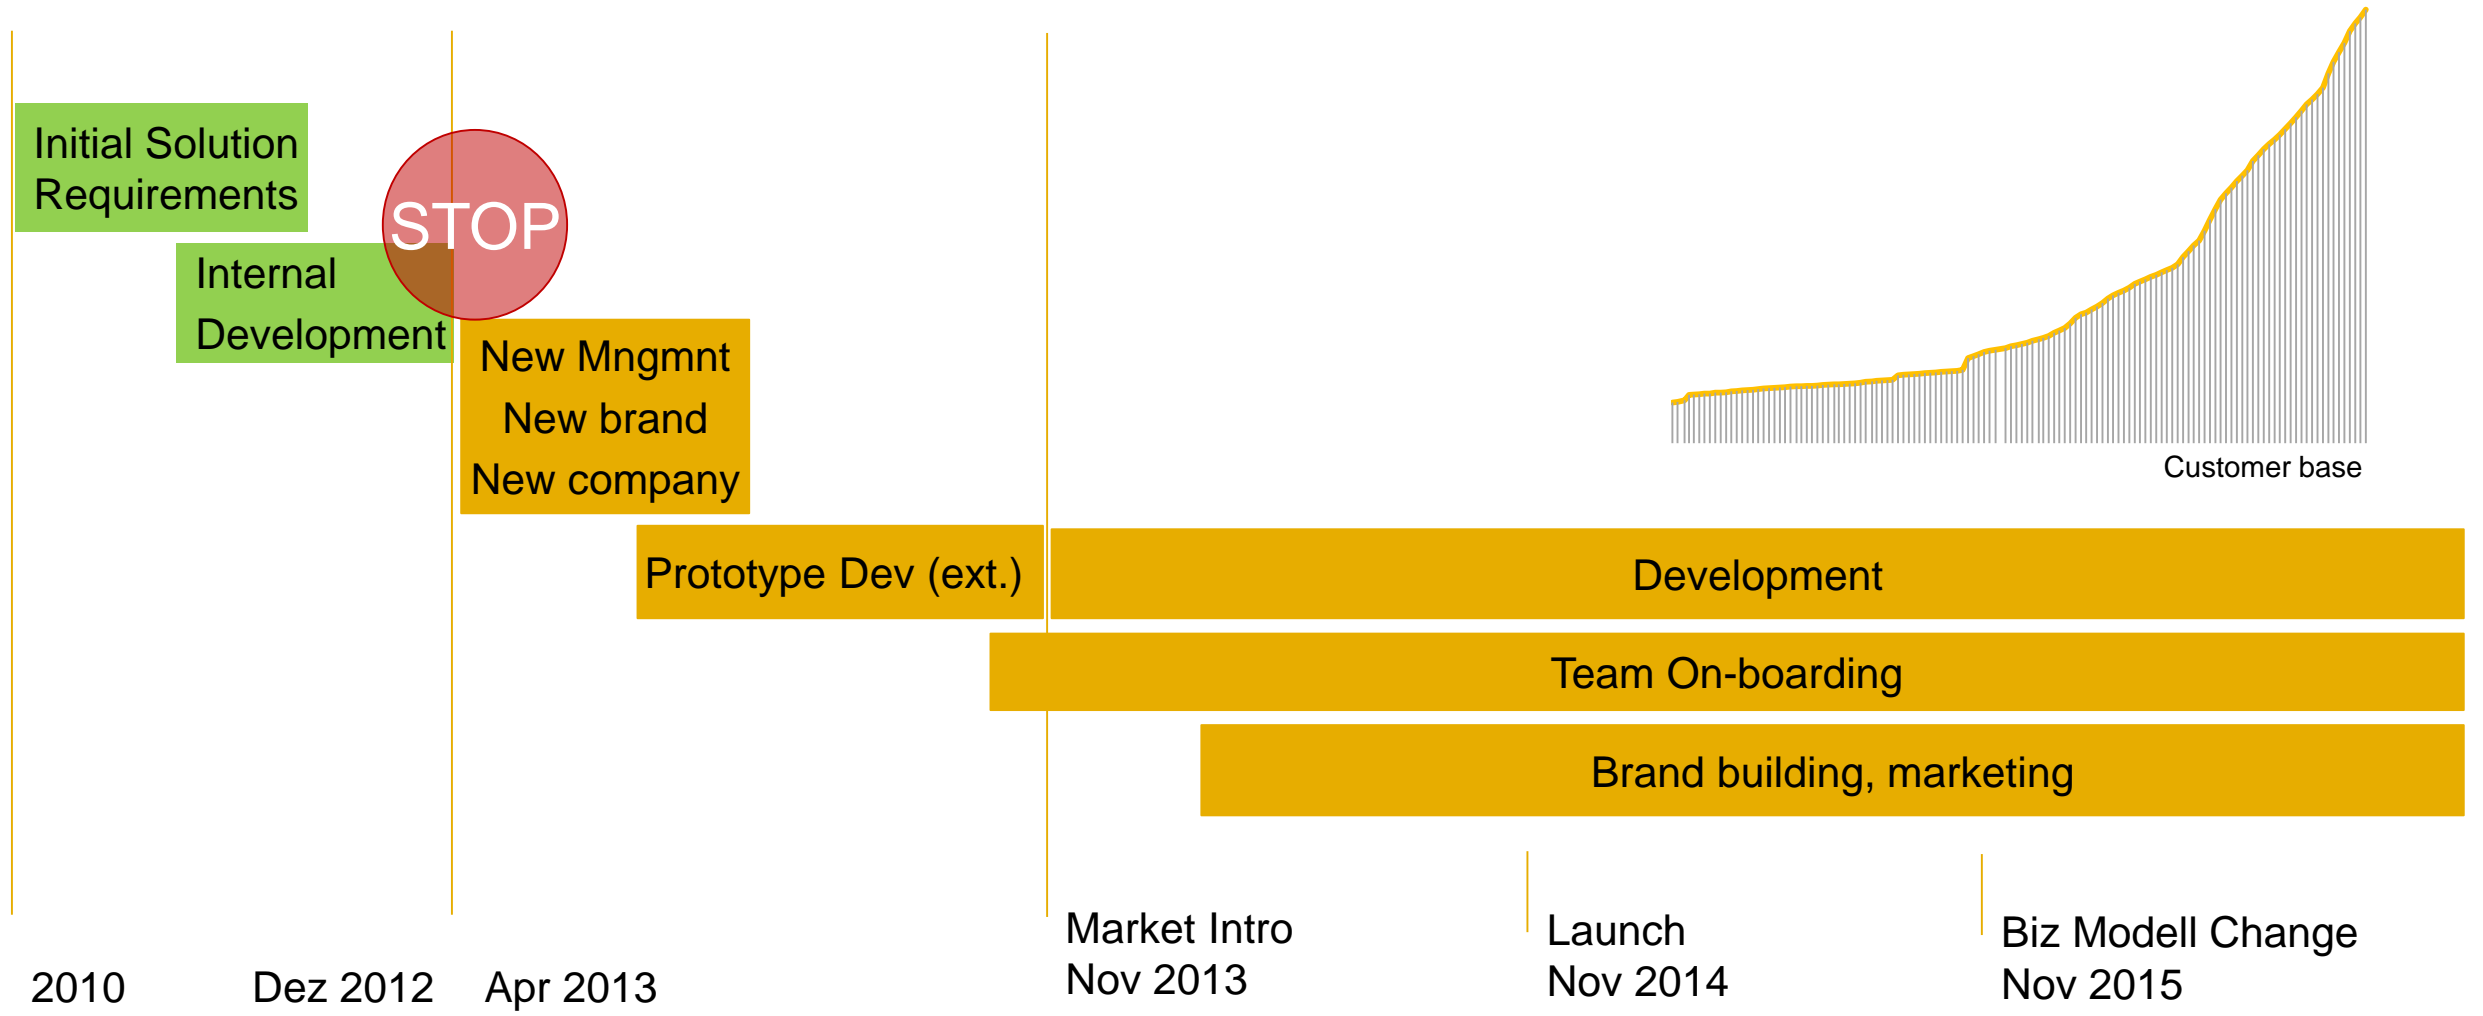 Initial Solution
Requirements
STOP
Internal
Development
New Mngmnt
New brand
New company
Customer base
Prototype Dev (ext.)
Development
Team On-boarding
Brand building, marketing
2010
Dez 2012
Apr 2013
Market Intro
Nov 2013
Launch
Nov 2014
Biz Modell Change
Nov 2015